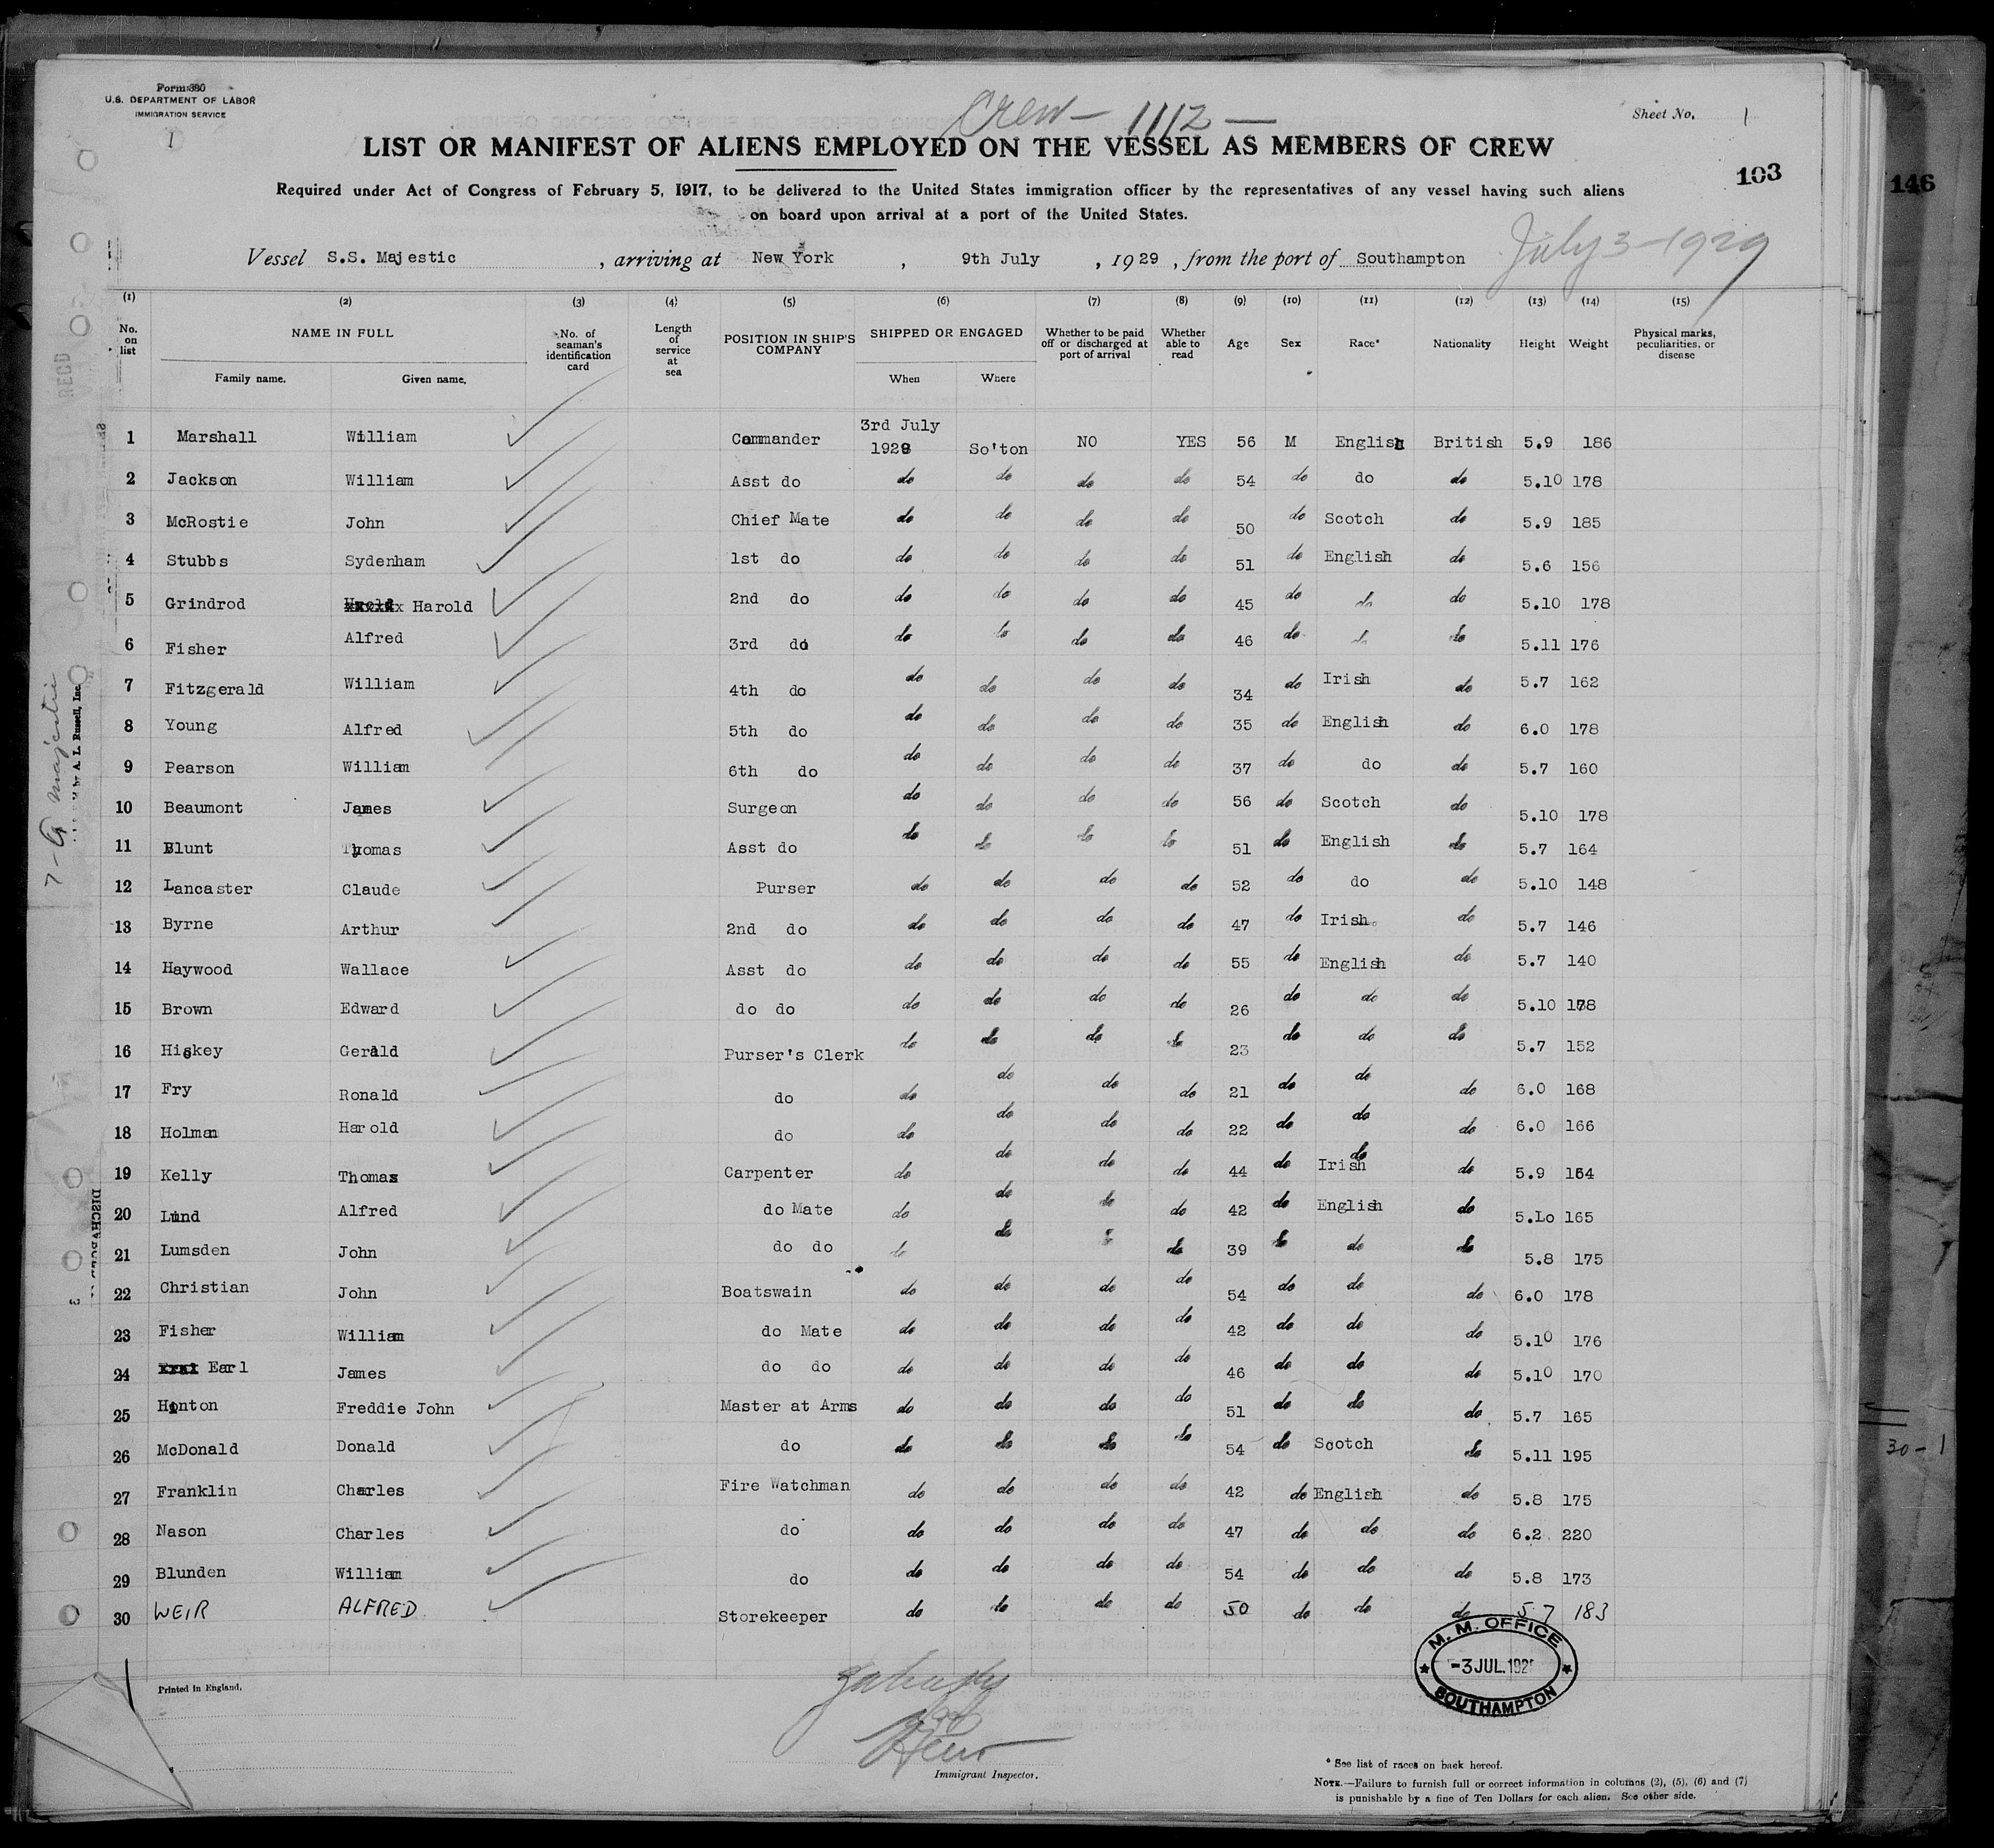 Form 680
U.S. DEPARTMENT OF LABOR
IMMIGRATION SERVICE
1
Crew - 1112 -
Sheet No. 1
LIST OR MANIFEST OF ALIENS EMPLOYED ON THE VESSEL AS MEMBERS OF CREW
103
146
Required under Act of Congress of February 5, 1917, to be delivered to the United States immigration officer by the representatives of any vessel having such aliens
on board upon arrival at a port of the United States.
July 3-1929
Vessel S.S. Majestic, arriving at New York, 9th July, 1929, from the port of Southampton
(1) (2) (3) (4) (5) (6) (7) (8) (9) (10) (11) (12) (13) (14) (15)
No. on list NAME IN FULL Family name. Given name. No. of seaman's identification card Length of service at sea POSITION IN SHIP'S COMPANY SHIPPED OR ENGAGED When Where Whether to be paid off or discharged at port of arrival Whether able to read Age Sex Race* Nationality Height Weight Physical marks, peculiarities, or disease
1 Marshall William Commander 3rd July 1929 So'ton NO YES 56 M English British 5.9 186
2 Jackson William Asst do do do do do 54 do do do 5.10 178
3 McRostie John Chief Mate do do do do 50 do Scotch do 5.9 185
4 Stubbs Sydenham 1st do do do do do 51 do English do 5.6 156
5 Grindrod Harold 2nd do do do do do 45 do do do 5.10 178
6 Fisher Alfred 3rd do do do do do 46 do do do 5.11 176
7 Fitzgerald William 4th do do do do do 34 do Irish do 5.7 162
8 Young Alfred 5th do do do do do 35 do English do 6.0 178
9 Pearson William 6th do do do do do 37 do do do 5.7 160
10 Beaumont James Surgeon do do do do 56 do Scotch do 5.10 178
11 Blunt Thomas Asst do do do do do 51 do English do 5.7 164
12 Lancaster Claude Purser do do do do 52 do do do 5.10 148
13 Byrne Arthur 2nd do do do do do 47 do Irish do 5.7 146
14 Haywood Wallace Asst do do do do do 55 do English do 5.7 140
15 Brown Edward do do do do do do 26 do do do 5.10 178
16 Hickey Gerald Purser's Clerk do do do do 23 do do do 5.7 152
17 Fry Ronald do do do do do 21 do do do 6.0 168
18 Holman Harold do do do do do 22 do do do 6.0 166
19 Kelly Thomas Carpenter do do do do 44 do Irish do do 5.9 164
20 Lund Alfred do Mate do do do do 42 do English do 5.Lo 165
21 Lumsden John do do do do do do 39 do do do 5.8 175
22 Christian John Boatswain do do do do 54 do do do 6.0 178
23 Fisher William do Mate do do do do 42 do do do 5.10 176
24 Earl James do do do do do do 46 do do do 5.10 170
25 Hinton Freddie John Master at Arms do do do do 51 do do do 5.7 165
26 McDonald Donald do do do do do 54 do Scotch do 5.11 195
27 Franklin Charles Fire Watchman do do do do 42 do English do 5.8 175
28 Nason Charles do do do do do 47 do do do 6.2 220
29 Blunden William do do do do do 54 do do do 5.8 173
30 WEIR ALFRED Storekeeper do do do do 50 do do do 5 7 183
M. M. OFFICE
-3 JUL. 192
SOUTHAMPTON
Printed in England.
Immigrant Inspector.
* See list of races on back hereof.
NOTE.—Failure to furnish full or correct information in columns (2), (5), (6) and (7)
is punishable by a fine of Ten Dollars for each alien. See other side.
7-9 Majestic
by A. L. Russell, Inc.
REC'D
30-1